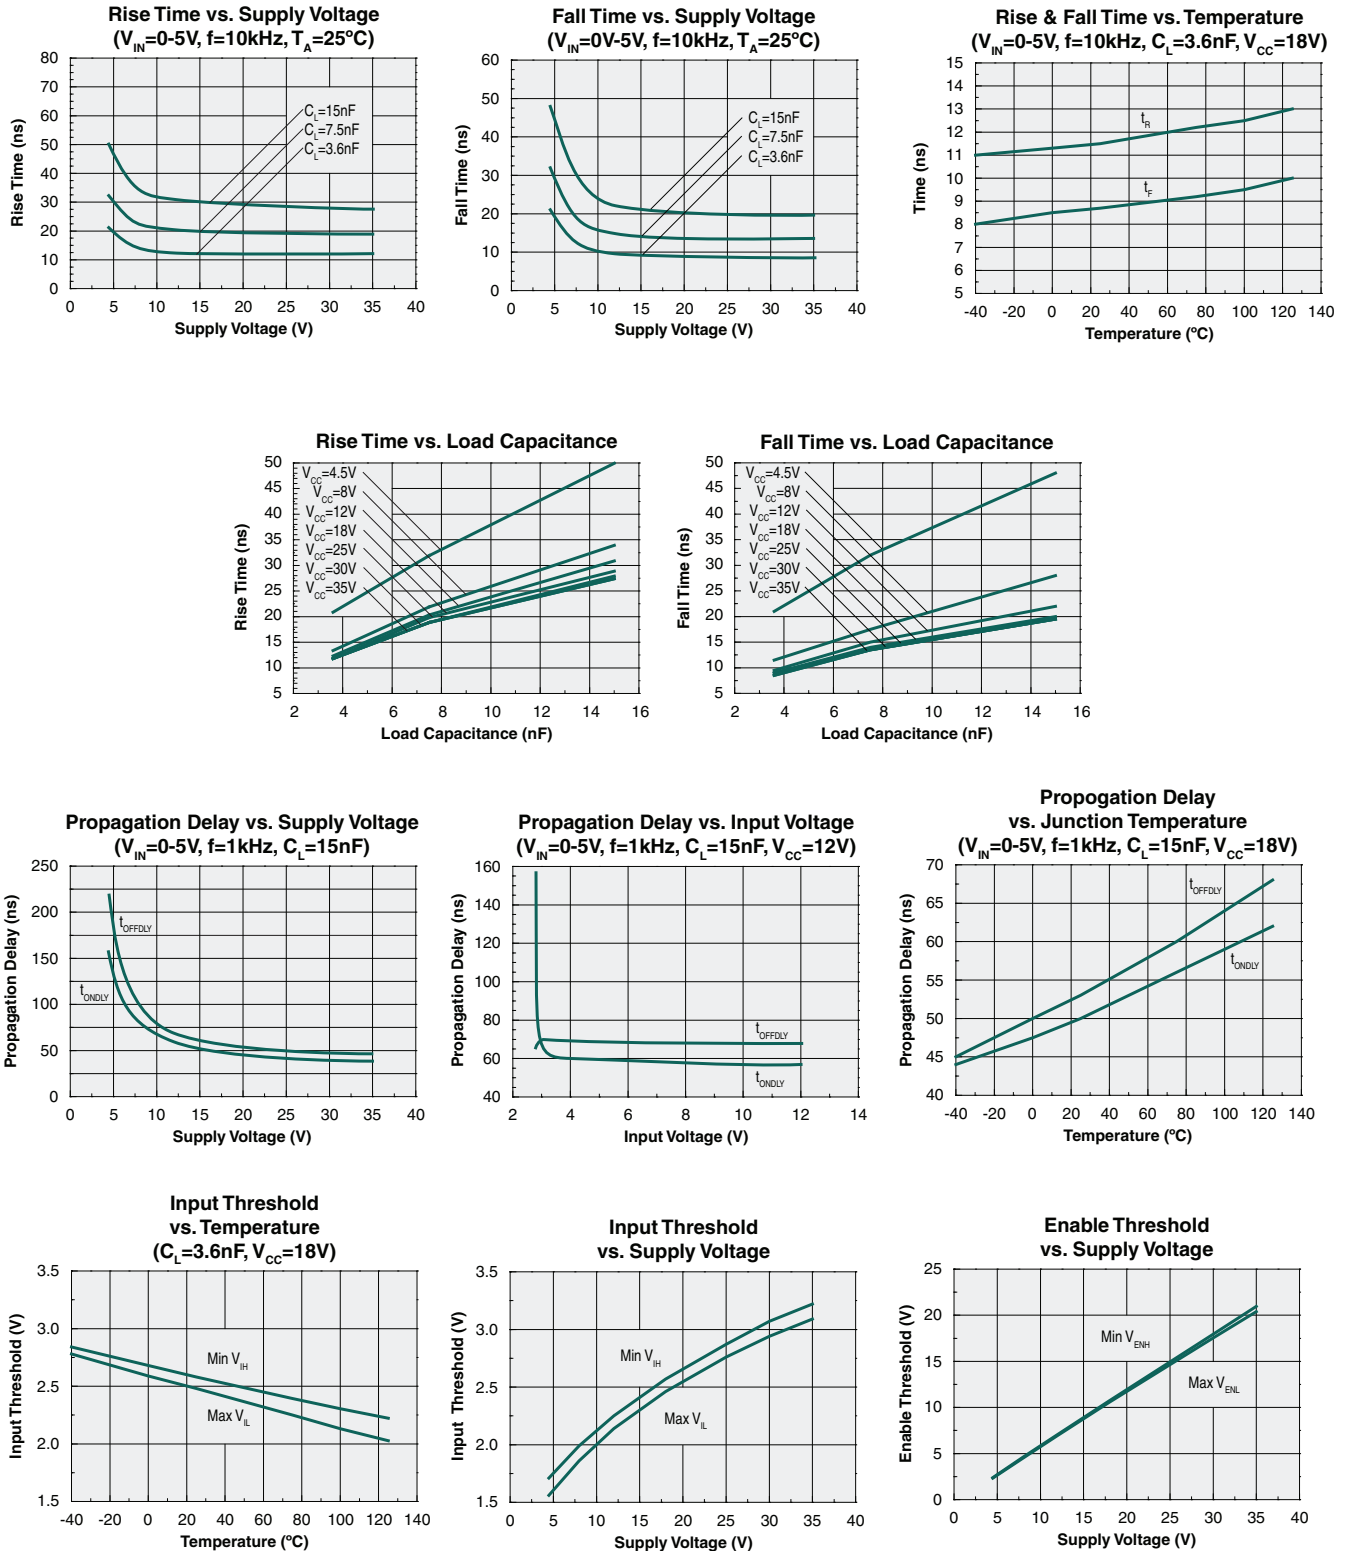 Rise Time vs. Supply Voltage
(VIN=0-5V, f=10kHz, TA=25ºC)
Rise Time (ns)
80
70
60
50
40
30
20
10
0
CL=15nF
CL=7.5nF
CL=3.6nF
0 5 10 15 20 25 30 35 40
Supply Voltage (V)
Fall Time vs. Supply Voltage
(VIN=0V-5V, f=10kHz, TA=25ºC)
Fall Time (ns)
60
50
40
30
20
10
0
CL=15nF
CL=7.5nF
CL=3.6nF
0 5 10 15 20 25 30 35 40
Supply Voltage (V)
Rise & Fall Time vs. Temperature
(VIN=0-5V, f=10kHz, CL=3.6nF, VCC=18V)
Time (ns)
15
14
13
12
11
10
9
8
7
6
5
tR
tF
-40 -20 0 20 40 60 80 100 120 140
Temperature (ºC)
Rise Time vs. Load Capacitance
Rise Time (ns)
50
45
40
35
30
25
20
15
10
5
VCC=4.5V
VCC=8V
VCC=12V
VCC=18V
VCC=25V
VCC=30V
VCC=35V
2 4 6 8 10 12 14 16
Load Capacitance (nF)
Fall Time vs. Load Capacitance
Fall Time (ns)
50
45
40
35
30
25
20
15
10
5
VCC=4.5V
VCC=8V
VCC=12V
VCC=18V
VCC=25V
VCC=30V
VCC=35V
2 4 6 8 10 12 14 16
Load Capacitance (nF)
Propagation Delay vs. Supply Voltage
(VIN=0-5V, f=1kHz, CL=15nF)
Propagation Delay (ns)
250
200
150
100
50
0
tOFFDLY
tONDLY
0 5 10 15 20 25 30 35 40
Supply Voltage (V)
Propagation Delay vs. Input Voltage
(VIN=0-5V, f=1kHz, CL=15nF, VCC=12V)
Propagation Delay (ns)
160
140
120
100
80
60
40
tOFFDLY
tONDLY
2 4 6 8 10 12 14
Input Voltage (V)
Propogation Delay
vs. Junction Temperature
(VIN=0-5V, f=1kHz, CL=15nF, VCC=18V)
Propagation Delay (ns)
70
65
60
55
50
45
40
tOFFDLY
tONDLY
-40 -20 0 20 40 60 80 100 120 140
Temperature (ºC)
Input Threshold
vs. Temperature
(CL=3.6nF, VCC=18V)
Input Threshold (V)
3.5
3.0
2.5
2.0
1.5
Min VIH
Max VIL
-40 -20 0 20 40 60 80 100 120 140
Temperature (ºC)
Input Threshold
vs. Supply Voltage
Input Threshold (V)
3.5
3.0
2.5
2.0
1.5
Min VIH
Max VIL
0 5 10 15 20 25 30 35 40
Supply Voltage (V)
Enable Threshold
vs. Supply Voltage
Enable Threshold (V)
25
20
15
10
5
0
Min VENH
Max VENL
0 5 10 15 20 25 30 35 40
Supply Voltage (V)